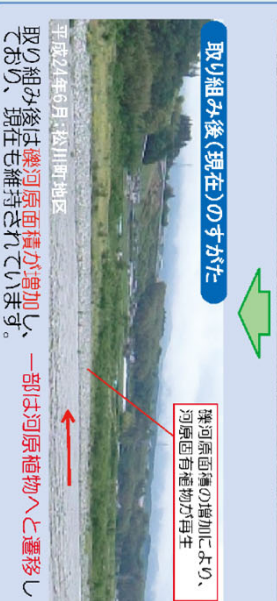 取り組み後(現在)のすがた
礫河原面積の増加により、
河原固有植物が再生
平成24年6月:松川町地区
取り組み後は礫河原面積が増加し、一部は河原植物へと遷移し
ており、現在も維持されています。